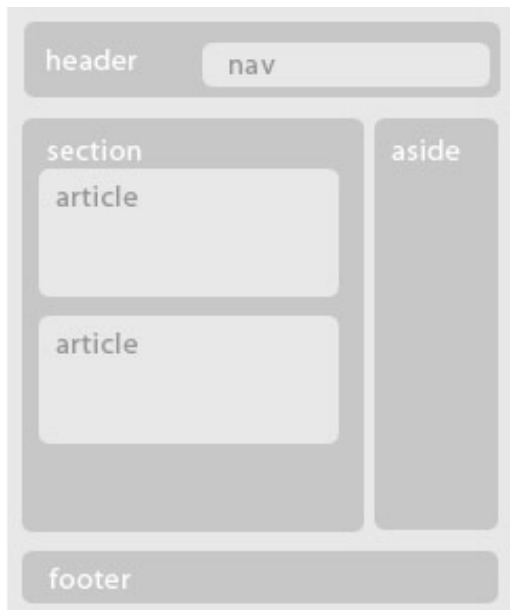 header
nav
section
aside
article
article
footer